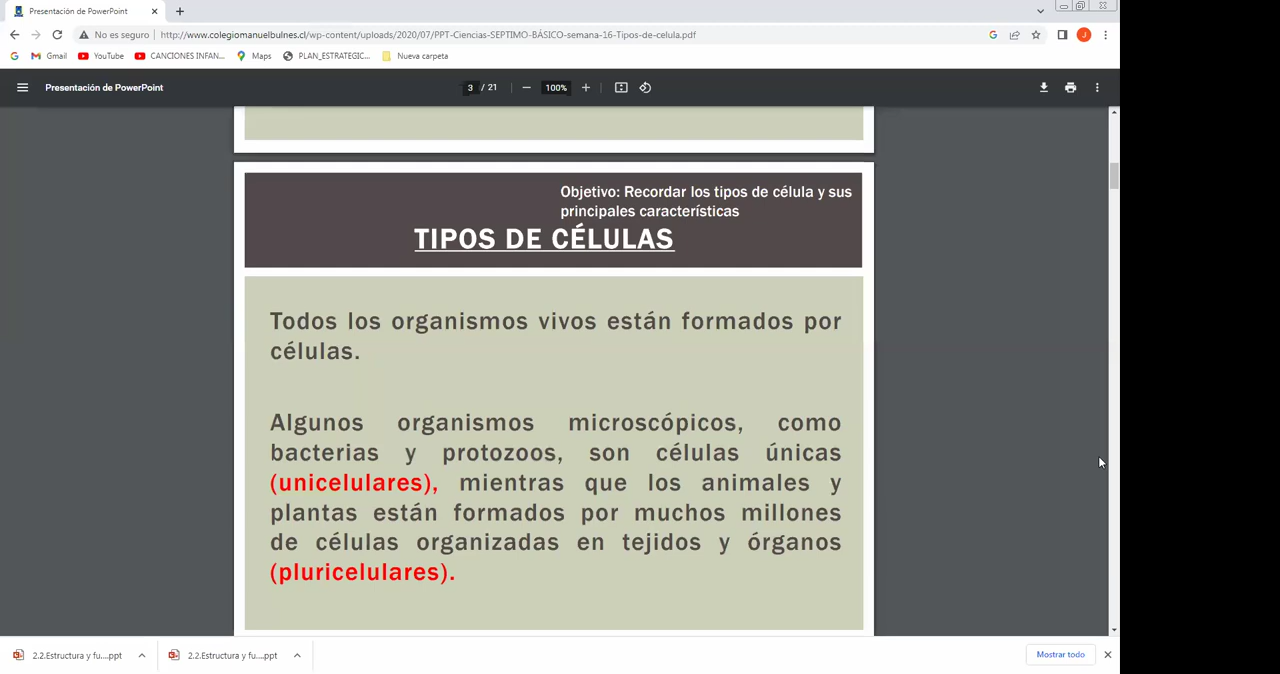 Presentación de PowerPoint
No es seguro http://www.colegiomanuelbulnes.cl/wp-content/uploads/2020/07/PPT-Ciencias-SEPTIMO-BÁSICO-semana-16-Tipos-de-celula.pdf J
Gmail YouTube CANCIONES INFAN... Maps PLAN_ESTRATEGIC... Nueva carpeta
Presentación de PowerPoint 3 / 21 100%
Objetivo: Recordar los tipos de célula y sus
principales características
TIPOS DE CÉLULAS
Todos los organismos vivos están formados por
células.
Algunos organismos microscópicos, como
bacterias y protozoos, son células únicas
(unicelulares), mientras que los animales y
plantas están formados por muchos millones
de células organizadas en tejidos y órganos
(pluricelulares).
2.2.Estructura y fu....ppt 2.2.Estructura y fu....ppt Mostrar todo